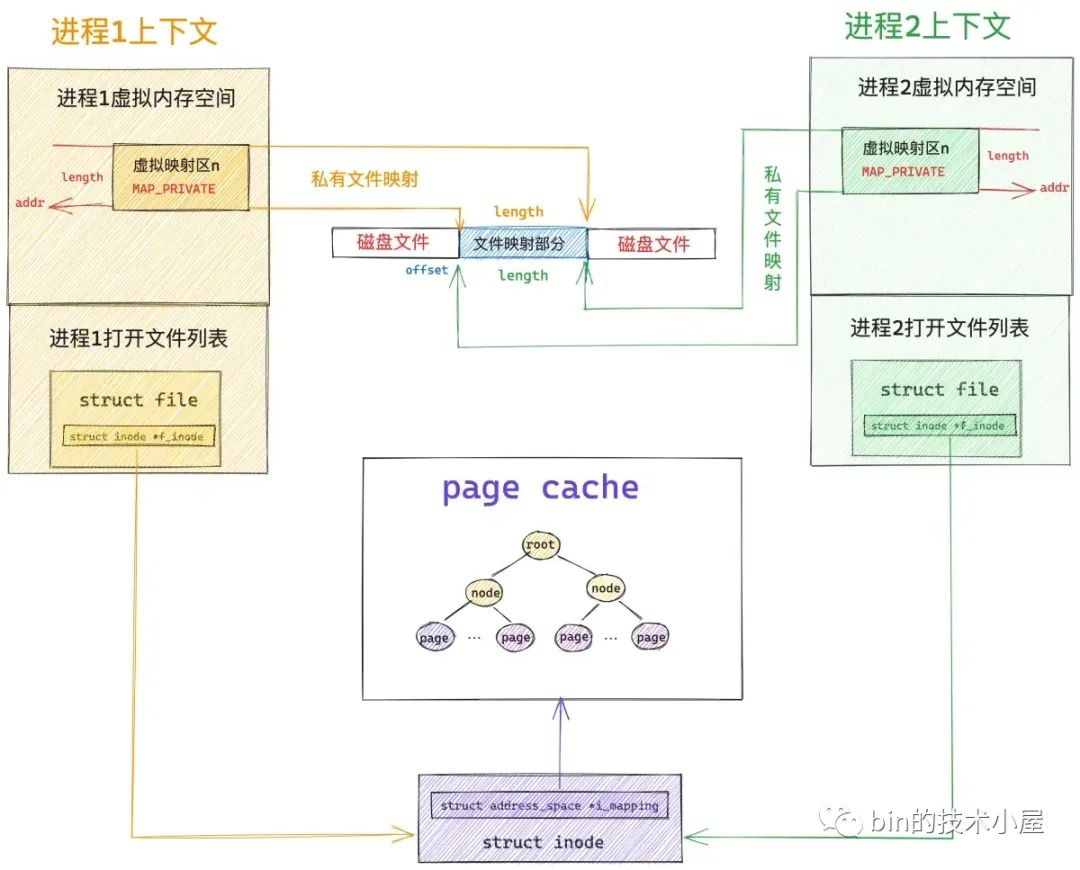 进程1上下文
进程2上下文
进程1虚拟内存空间
虚拟映射区n
MAP_PRIVATE
length
addr
私有文件映射
length
磁盘文件
文件映射部分
磁盘文件
offset
length
进程2虚拟内存空间
虚拟映射区n
MAP_PRIVATE
length
addr
私有文件映射
进程1打开文件列表
struct file
struct inode *f_inode
进程2打开文件列表
struct file
struct inode *f_inode
page cache
root
node
node
page
...
page
page
...
page
struct address_space *i_mapping
struct inode
bin的技术小屋